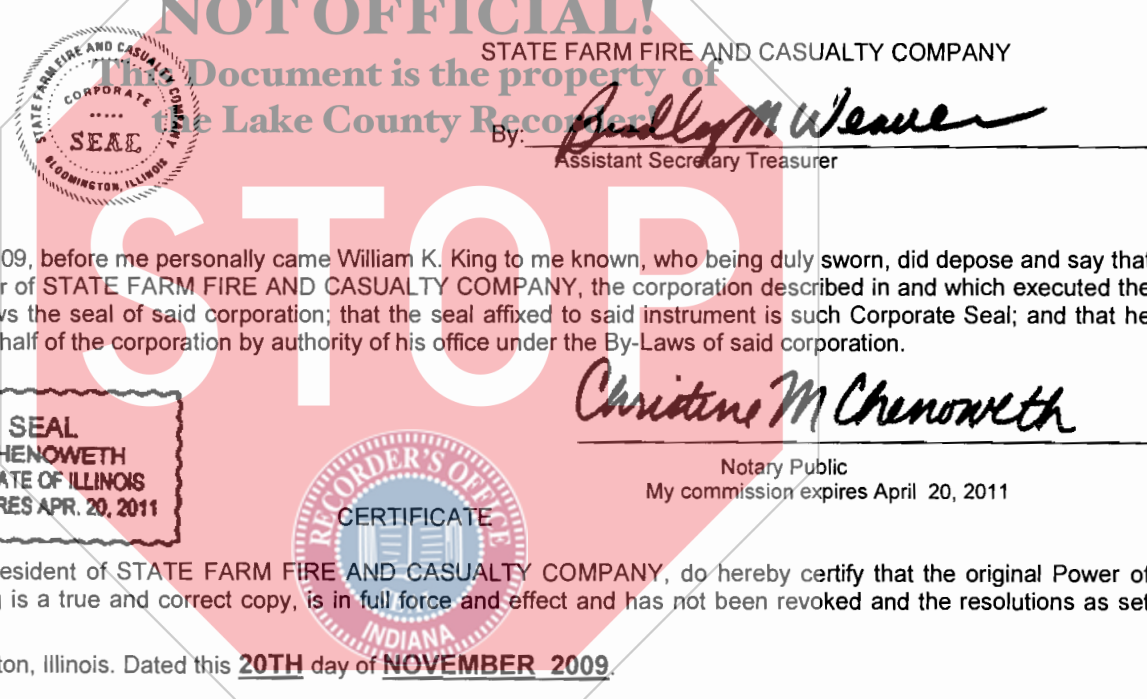 NOT OFFICIAL!
This Document is the property of
the Lake County Recorder!
STATE FARM FIRE AND CASUALTY COMPANY
CORPORATE
SEAL
BLOOMINGTON, ILLINOIS
STATE FARM FIRE AND CASUALTY COMPANY
By: Bradley M Weaver
Assistant Secretary Treasurer
STOP
09, before me personally came William K. King to me known, who being duly sworn, did depose and say that
r of STATE FARM FIRE AND CASUALTY COMPANY, the corporation described in and which executed the
ws the seal of said corporation; that the seal affixed to said instrument is such Corporate Seal; and that he
half of the corporation by authority of his office under the By-Laws of said corporation.
Christine M Chenoweth
SEAL
HENOWETH
ATE OF ILLINOIS
RES APR. 20, 2011
Notary Public
My commission expires April 20, 2011
RECORDER'S OFFICE
INDIANA
CERTIFICATE
esident of STATE FARM FIRE AND CASUALTY COMPANY, do hereby certify that the original Power of
is a true and correct copy, is in full force and effect and has not been revoked and the resolutions as set
ton, Illinois. Dated this 20TH day of NOVEMBER 2009.